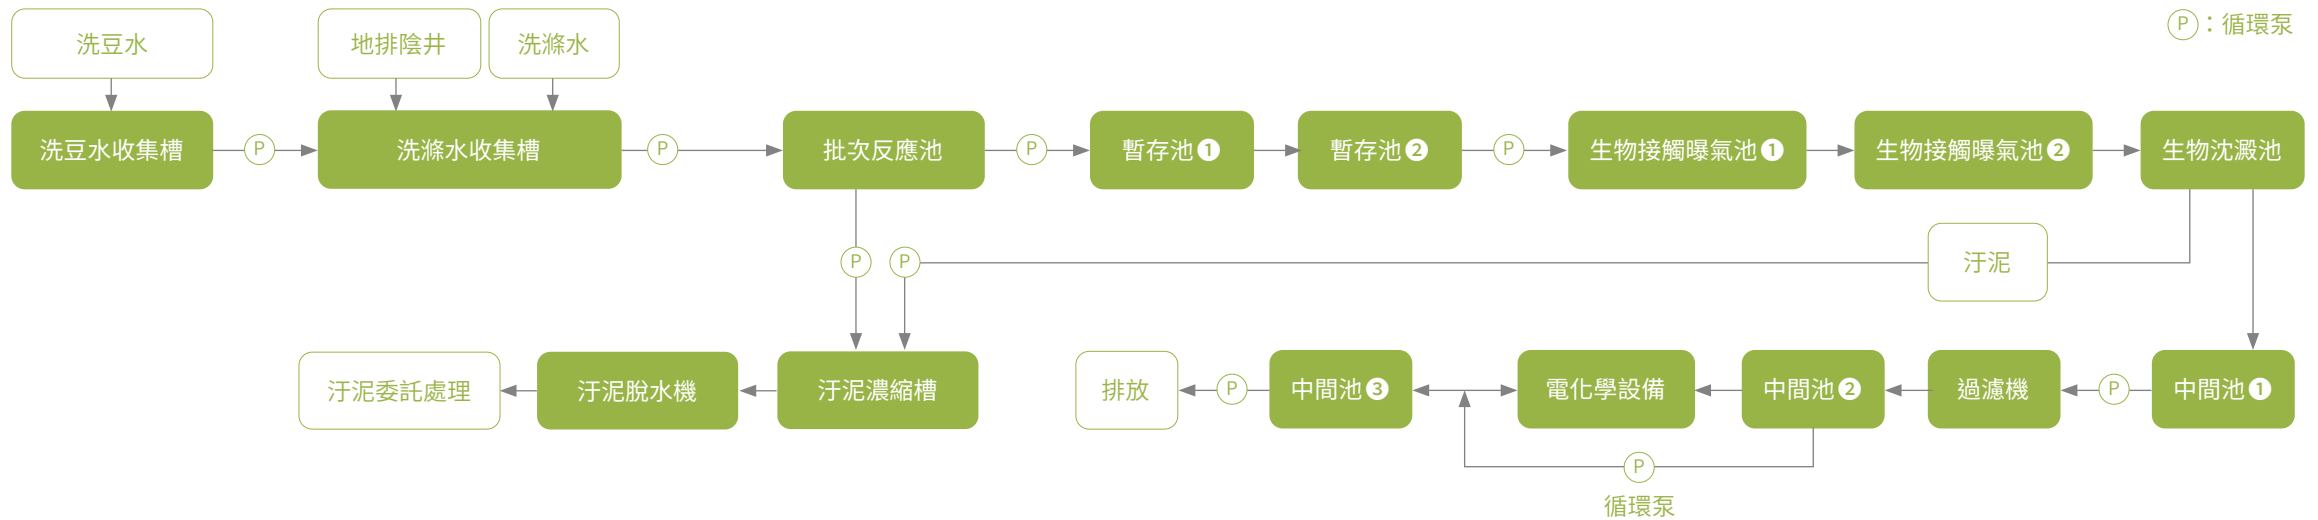 洗豆水
地排陰井
洗滌水
Ⓟ：循環泵
洗豆水收集槽
P
洗滌水收集槽
P
批次反應池
P
暫存池❶
暫存池❷
P
生物接觸曝氣池❶
生物接觸曝氣池❷
生物沈澱池
P
P
汙泥
汙泥委託處理
汙泥脫水機
汙泥濃縮槽
排放
P
中間池❸
電化學設備
中間池❷
過濾機
P
中間池❶
P
循環泵